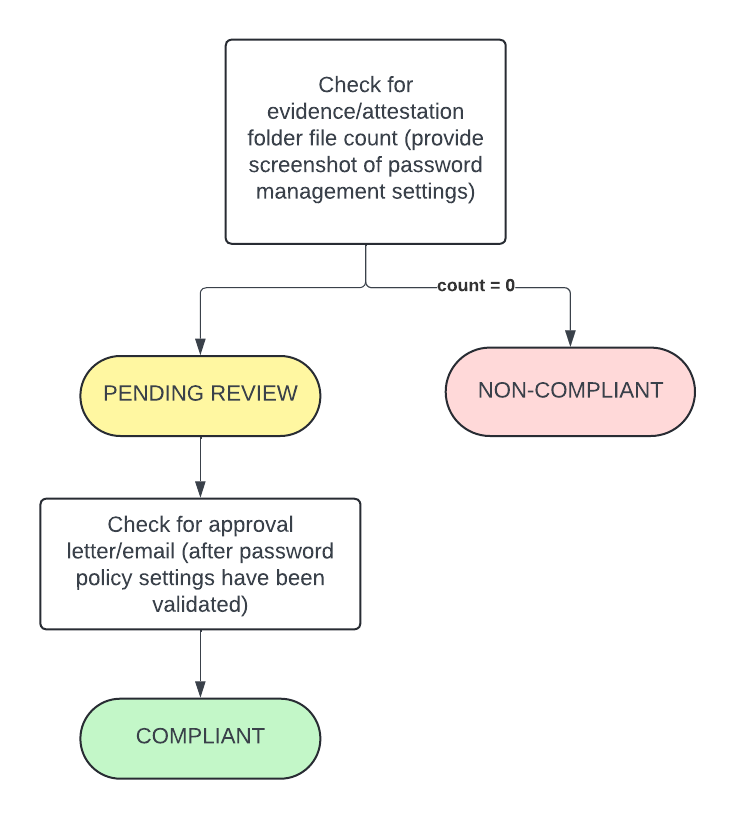 Check for
evidence/attestation
folder file count (provide
screenshot of password
management settings)
count = 0
PENDING REVIEW
NON-COMPLIANT
Check for approval
letter/email (after password
policy settings have been
validated)
COMPLIANT